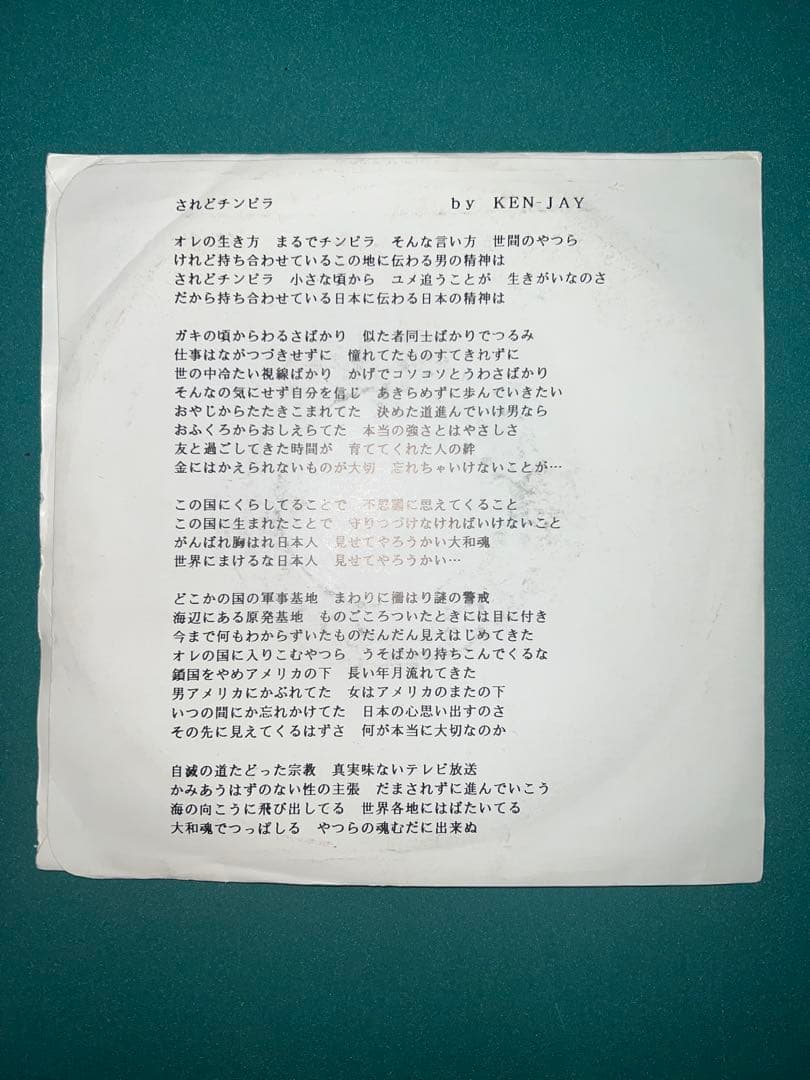 されどチンピラ　by　KEN-JAY
オレの生き方　まるでチンピラ　そんな言い方　世間のやつら
けれど持ち合わせているこの地に伝わる男の精神は
されどチンピラ　小さな頃から　ユメ追うことが　生きがいなのさ
だから持ち合わせている日本に伝わる日本の精神は
ガキの頃からわるさばかり　似た者同士ばかりでつるみ
仕事はながつづきせずに　憧れてたものすてきれずに
世の中冷たい視線ばかり　かげでコソコソとうわさばかり
そんなの気にせず自分を信じ　あきらめずに歩んでいきたい
おやじからたたきこまれてた　決めた道進んでいけ男なら
おふくろからおしえらてた　本当の強さとはやさしさ
友と過ごしてきた時間が　育ててくれた人の絆
金にはかえられないものが大切　忘れちゃいけないことが…
この国にくらしてることで　不思議に思えてくること
この国に生まれたことで　守りつづけなければいけないこと
がんばれ胸はれ日本人　見せてやろうかい大和魂
世界にまけるな日本人　見せてやろうかい…
どこかの国の軍事基地　まわりに はり謎の警戒
海辺にある原発基地　ものごころついたときには目に付き
今まで何もわからずいたものだんだん見えはじめてきた
オレの国に入りこむやつら　うそばかり持ちこんでくるな
鎖国をやめアメリカの下　長い年月流れてきた
男アメリカにかぶれてた　女はアメリカのまたの下
いつの間にか忘れかけてた　日本の心思い出すのさ
その先に見えてくるはずさ　何が本当に大切なのか
自滅の道たどった宗教　真実味ないテレビ放送
かみあうはずのない性の主張　だまされずに進んでいこう
海の向こうに飛び出してる　世界各地にはばたいてる
大和魂でつっぱしる　やつらの魂むだに出来ぬ